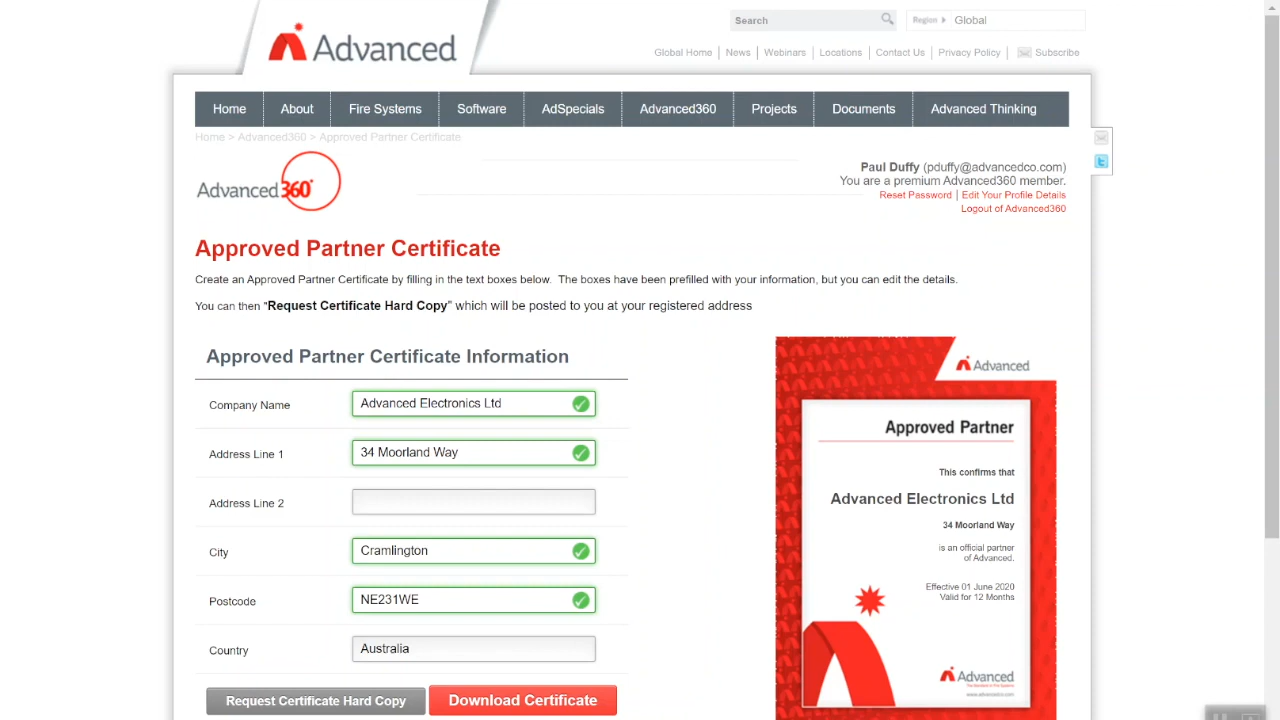 Advanced
Search
Region
Global
Global Home | News | Webinars | Locations | Contact Us | Privacy Policy | Subscribe
Home About Fire Systems Software AdSpecials Advanced360 Projects Documents Advanced Thinking
Home > Advanced360 > Approved Partner Certificate
Advanced 360°
Paul Duffy (pduffy@advancedco.com)
You are a premium Advanced360 member.
Reset Password | Edit Your Profile Details
Logout of Advanced360
Approved Partner Certificate
Create an Approved Partner Certificate by filling in the text boxes below. The boxes have been prefilled with your information, but you can edit the details.
You can then "Request Certificate Hard Copy" which will be posted to you at your registered address
Approved Partner Certificate Information
Company Name Advanced Electronics Ltd
Address Line 1 34 Moorland Way
Address Line 2
City Cramlington
Postcode NE231WE
Country Australia
Request Certificate Hard Copy Download Certificate
Advanced
Approved Partner
This confirms that
Advanced Electronics Ltd
34 Moorland Way
is an official partner
of Advanced.
Effective 01 June 2020
Valid for 12 Months
Advanced
www.advancedco.com